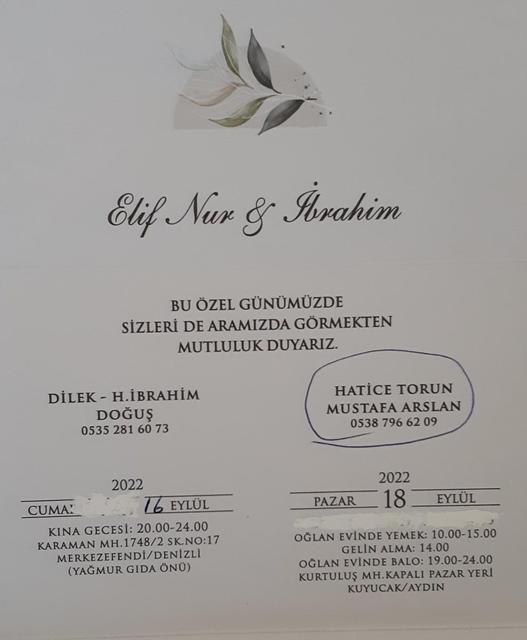 Elif Nur & İbrahim
BU ÖZEL GÜNÜMÜZDE
SİZLERİ DE ARAMIZDA GÖRMEKTEN
MUTLULUK DUYARIZ.
DİLEK - H.İBRAHİM
DOĞUŞ
0535 281 60 73
HATİCE TORUN
MUSTAFA ARSLAN
0538 796 62 09
2022
CUMA: 16 EYLÜL
KINA GECESİ: 20.00-24.00
KARAMAN MH.1748/2 SK.NO:17
MERKEZEFENDİ/DENİZLİ
(YAĞMUR GIDA ÖNÜ)
2022
PAZAR 18 EYLÜL
OĞLAN EVİNDE YEMEK: 10.00-15.00
GELİN ALMA: 14.00
OĞLAN EVİNDE BALO: 19.00-24.00
KURTULUŞ MH.KAPALI PAZAR YERİ
KUYUCAK/AYDIN